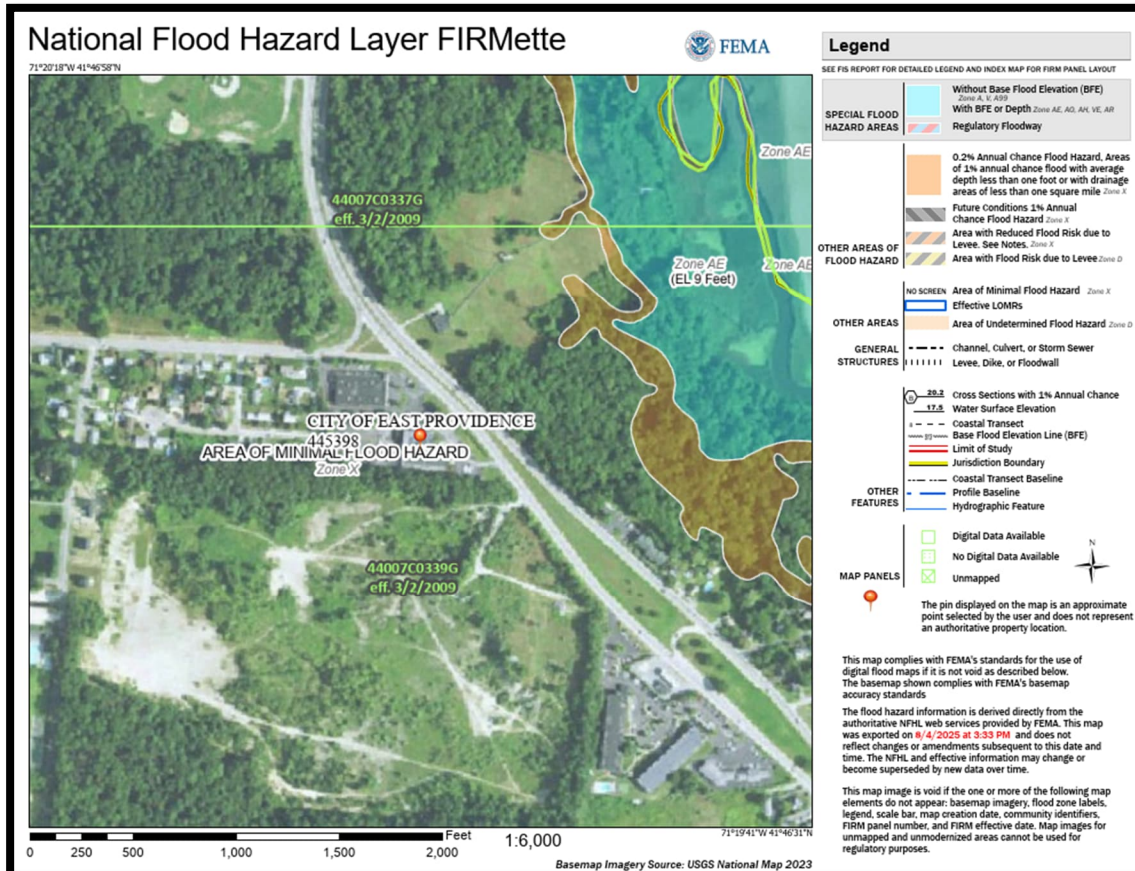 National Flood Hazard Layer FIRMette
FEMA
71°20'18"W 41°46'58"N
44007C0337G
eff. 3/2/2009
Zone AE
Zone AE
(EL 9 Feet)
Zone AE
CITY OF EAST PROVIDENCE
445398
AREA OF MINIMAL FLOOD HAZARD
Zone X
44007C0339G
eff. 3/2/2009
Feet
0 250 500 1,000 1,500 2,000
1:6,000
71°19'41"W 41°46'31"N
Basemap Imagery Source: USGS National Map 2023
Legend
SEE FIS REPORT FOR DETAILED LEGEND AND INDEX MAP FOR FIRM PANEL LAYOUT
SPECIAL FLOOD
HAZARD AREAS
Without Base Flood Elevation (BFE)
Zone A, V, A99
With BFE or Depth Zone AE, AO, AH, VE, AR
Regulatory Floodway
0.2% Annual Chance Flood Hazard, Areas
of 1% annual chance flood with average
depth less than one foot or with drainage
areas of less than one square mile Zone X
Future Conditions 1% Annual
Chance Flood Hazard Zone X
Area with Reduced Flood Risk due to
Levee. See Notes. Zone X
Area with Flood Risk due to Levee Zone D
OTHER AREAS OF
FLOOD HAZARD
NO SCREEN Area of Minimal Flood Hazard Zone X
Effective LOMRs
OTHER AREAS
Area of Undetermined Flood Hazard Zone D
GENERAL
STRUCTURES
Channel, Culvert, or Storm Sewer
Levee, Dike, or Floodwall
20.2 Cross Sections with 1% Annual Chance
17.5 Water Surface Elevation
Coastal Transect
Base Flood Elevation Line (BFE)
Limit of Study
Jurisdiction Boundary
Coastal Transect Baseline
OTHER
FEATURES
Profile Baseline
Hydrographic Feature
Digital Data Available
No Digital Data Available
Unmapped
N
MAP PANELS
The pin displayed on the map is an approximate
point selected by the user and does not represent
an authoritative property location.
This map complies with FEMA's standards for the use of
digital flood maps if it is not void as described below.
The basemap shown complies with FEMA's basemap
accuracy standards
The flood hazard information is derived directly from the
authoritative NFHL web services provided by FEMA. This map
was exported on 8/4/2025 at 3:33 PM and does not
reflect changes or amendments subsequent to this date and
time. The NFHL and effective information may change or
become superseded by new data over time.
This map image is void if the one or more of the following map
elements do not appear: basemap imagery, flood zone labels,
legend, scale bar, map creation date, community identifiers,
FIRM panel number, and FIRM effective date. Map images for
unmapped and unmodernized areas cannot be used for
regulatory purposes.